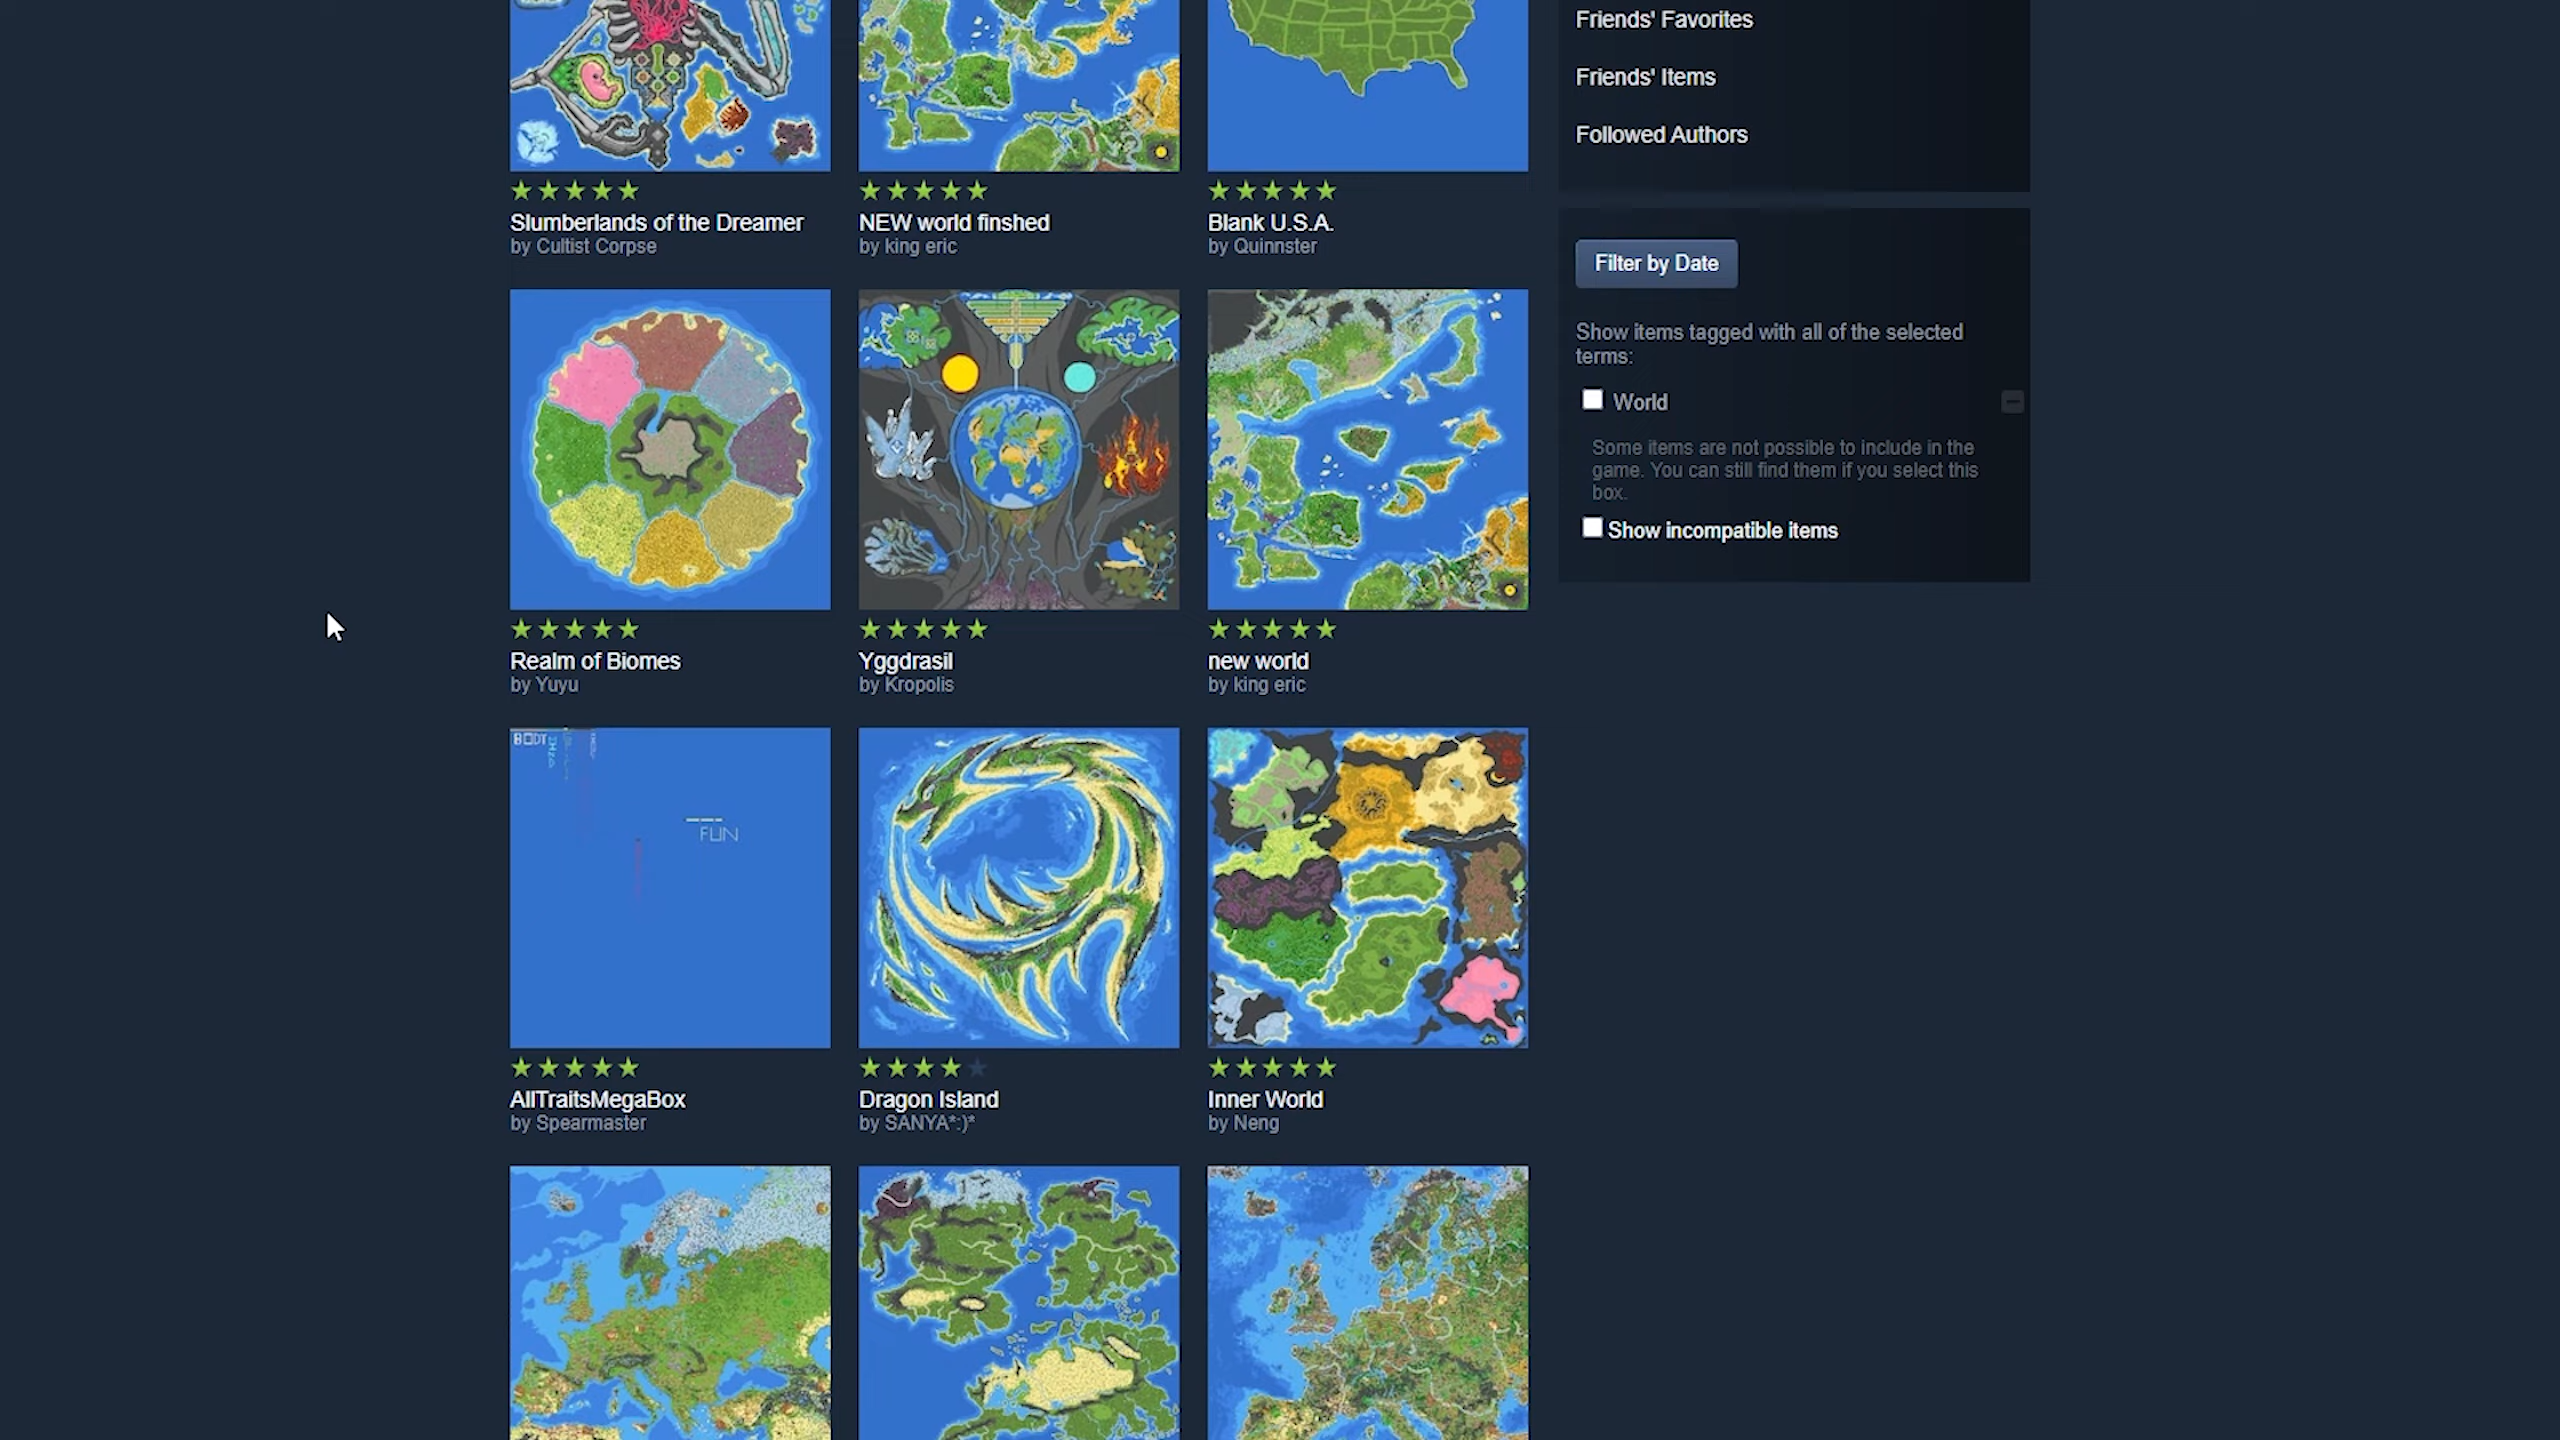 Friends' Favorites
Friends' Items
Followed Authors
Slumberlands of the Dreamer
by Cultist Corpse
NEW world finshed
by king eric
Blank U.S.A.
by Quinnster
Filter by Date
Show items tagged with all of the selected
terms:
World
Some items are not possible to include in the
game. You can still find them if you select this
box.
Show incompatible items
Realm of Biomes
by Yuyu
Yggdrasil
by Kropolis
new world
by king eric
FUN
AllTraitsMegaBox
by Spearmaster
Dragon Island
by SANYA*:)*
Inner World
by Neng